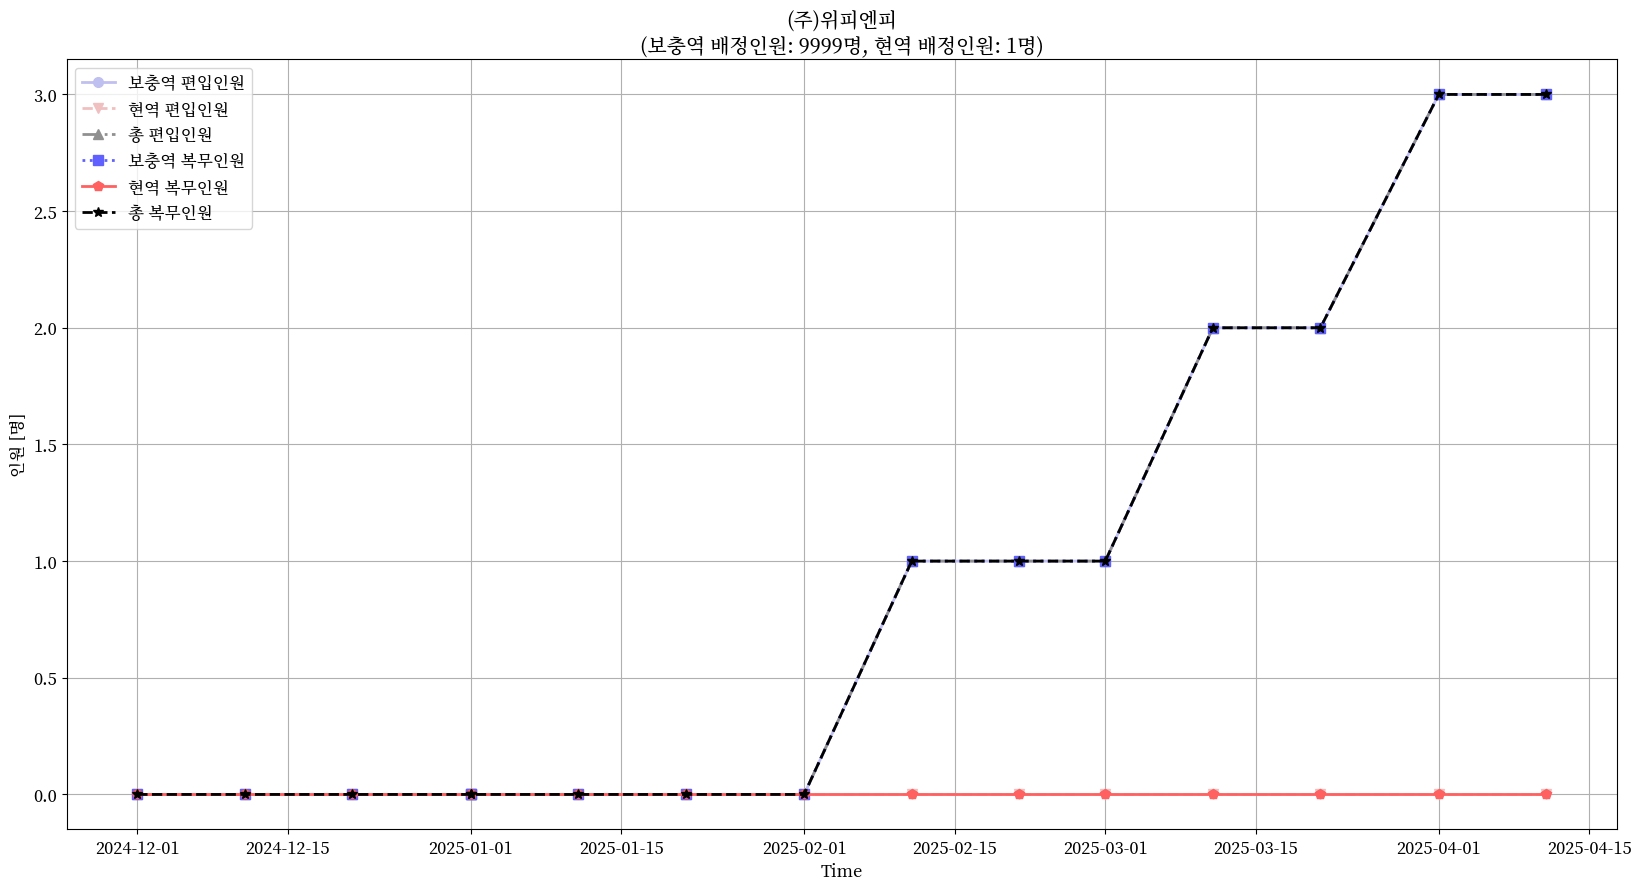 (주)위피엔피
(보충역 배정인원: 9999명, 현역 배정인원: 1명)
보충역 편입인원
현역 편입인원
총 편입인원
보충역 복무인원
현역 복무인원
총 복무인원
3.0
2.5
2.0
1.5
1.0
0.5
0.0
인원 [명]
2024-12-01
2024-12-15
2025-01-01
2025-01-15
2025-02-01
2025-02-15
2025-03-01
2025-03-15
2025-04-01
2025-04-15
Time